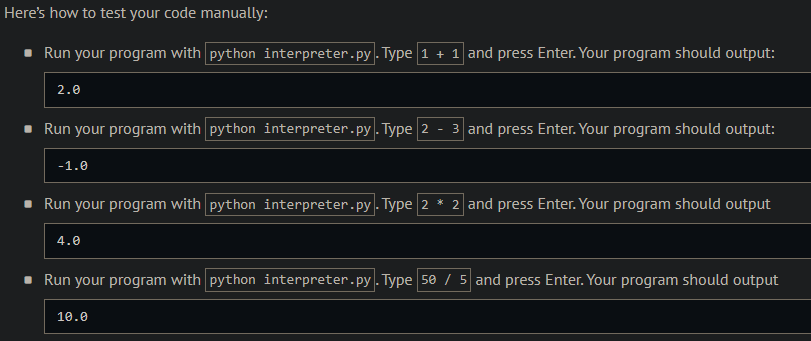 Here's how to test your code manually:
Run your program with python interpreter.py. Type 1 + 1 and press Enter. Your program should output:
2.0
Run your program with python interpreter.py. Type 2 - 3 and press Enter. Your program should output:
-1.0
Run your program with python interpreter.py. Type 2 * 2 and press Enter. Your program should output
4.0
Run your program with python interpreter.py. Type 50 / 5 and press Enter. Your program should output
10.0